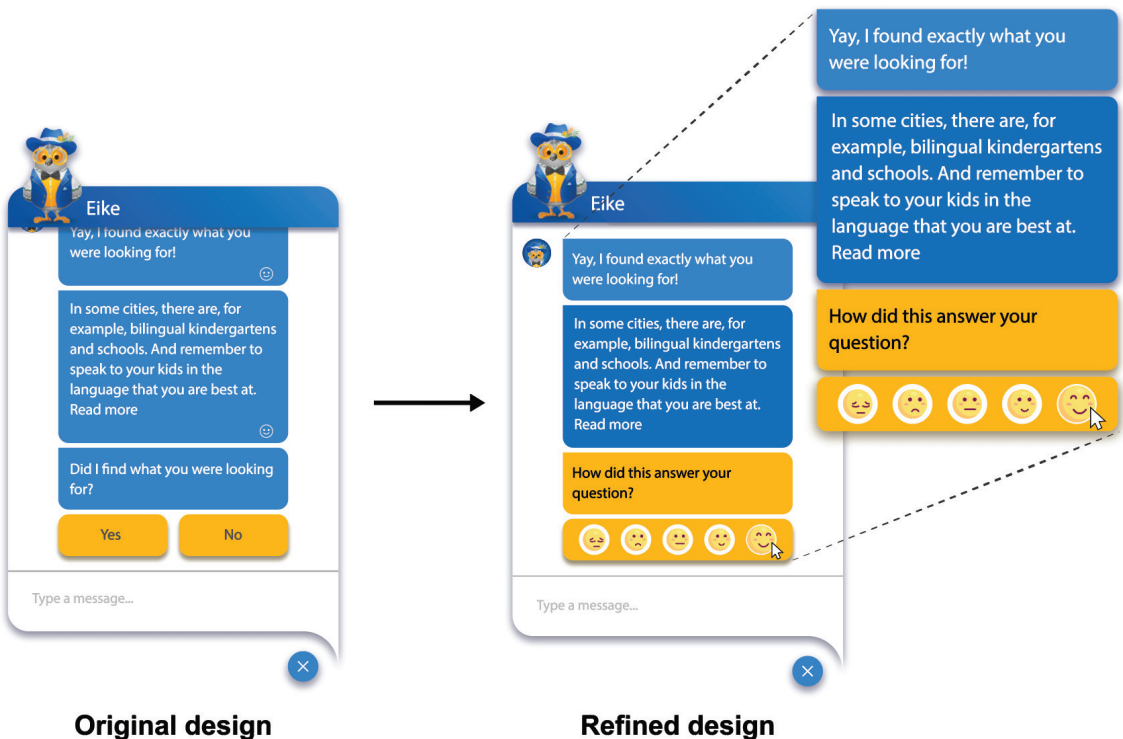 Eike
Yay, I found exactly what you
were looking for!
In some cities, there are, for
example, bilingual kindergartens
and schools. And remember to
speak to your kids in the
language that you are best at.
Read more
Did I find what you were looking
for?
Yes
No
Type a message...
Original design
Eike
Yay, I found exactly what you
were looking for!
In some cities, there are, for
example, bilingual kindergartens
and schools. And remember to
speak to your kids in the
language that you are best at.
Read more
How did this answer your
question?
Type a message...
Refined design
Yay, I found exactly what you
were looking for!
In some cities, there are, for
example, bilingual kindergartens
and schools. And remember to
speak to your kids in the
language that you are best at.
Read more
How did this answer your
question?